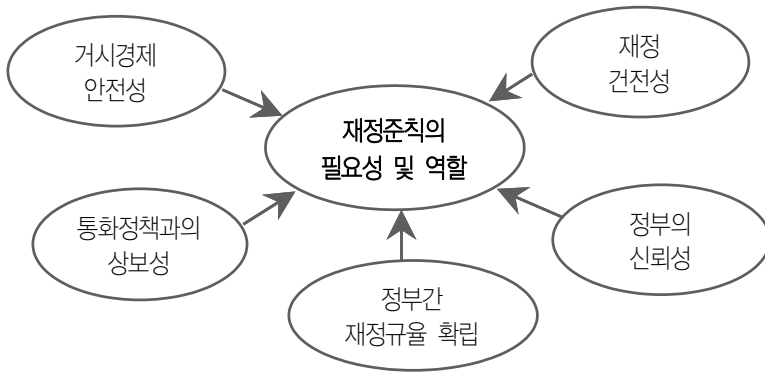 거시경제
안전성
재정
건전성
재정준칙의
필요성 및 역할
통화정책과의
상보성
정부의
신뢰성
정부간
재정규율 확립